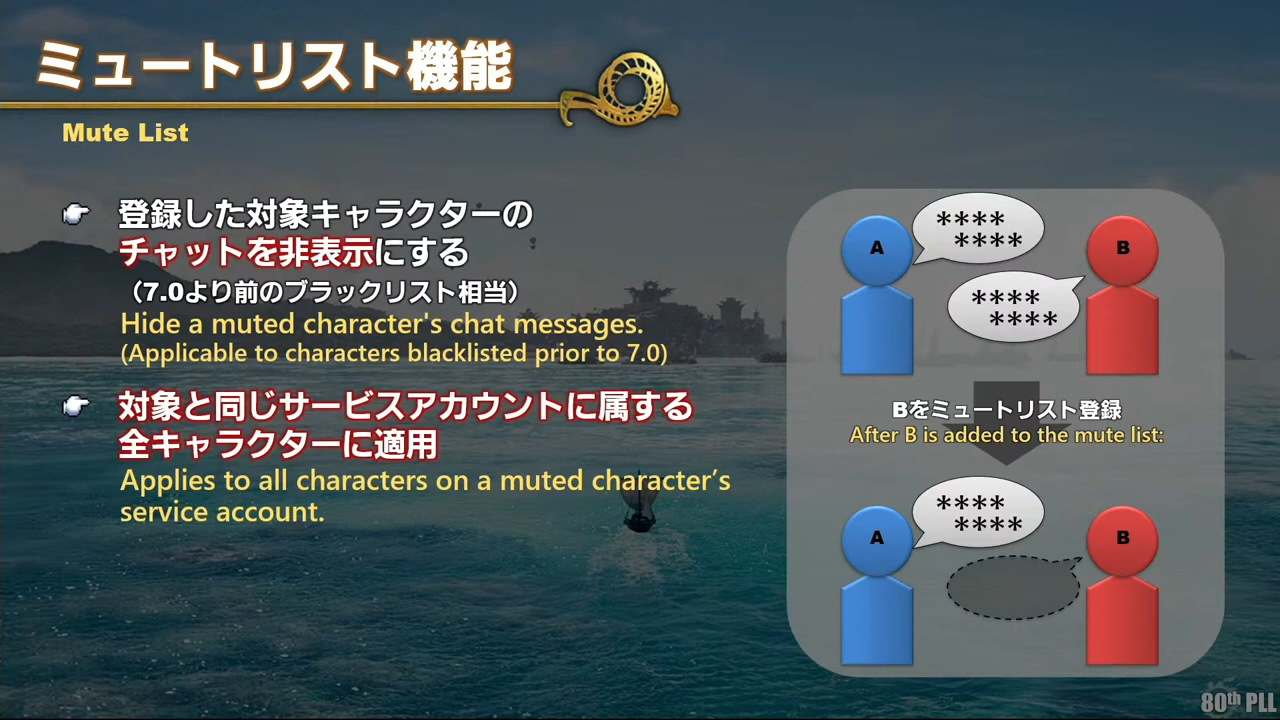 ミュートリスト機能
Mute List
登録した対象キャラクターの
チャットを非表示にする
（7.0より前のブラックリスト相当）
Hide a muted character's chat messages.
(Applicable to characters blacklisted prior to 7.0)
対象と同じサービスアカウントに属する
全キャラクターに適用
Applies to all characters on a muted character’s
service account.
A
****
****
B
****
****
Bをミュートリスト登録
After B is added to the mute list:
A
****
****
B
80th PLL